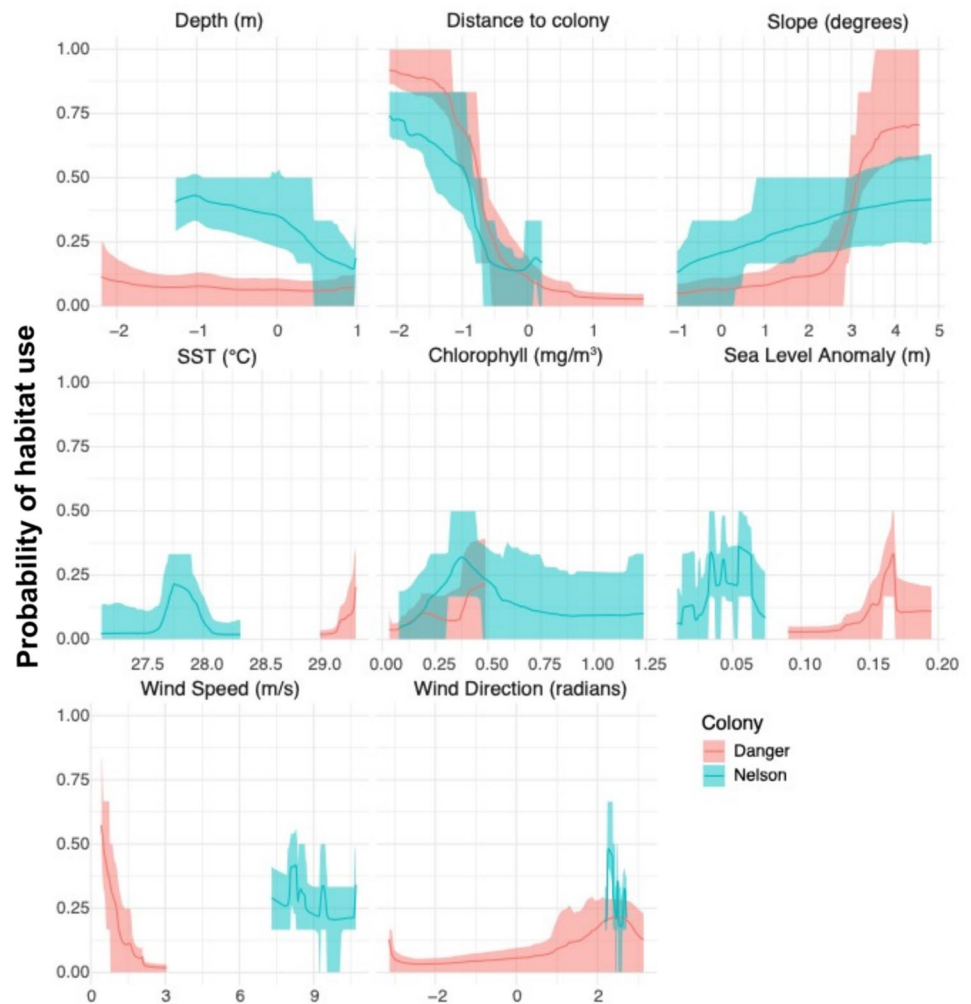 Depth (m) Distance to colony Slope (degrees)
1.00
0.75
0.50
0.25
0.00
−2 −1 0 1 −2 −1 0 1 −1 0 1 2 3 4 5
SST (°C) Chlorophyll (mg/m³) Sea Level Anomaly (m)
Probability of habitat use
1.00
0.75
0.50
0.25
0.00
27.5 28.0 28.5 29.0 0.00 0.25 0.50 0.75 1.00 1.25 0.05 0.10 0.15 0.20
Wind Speed (m/s) Wind Direction (radians)
1.00
0.75
0.50
0.25
0.00
0 3 6 9 −2 0 2
Colony
Danger
Nelson